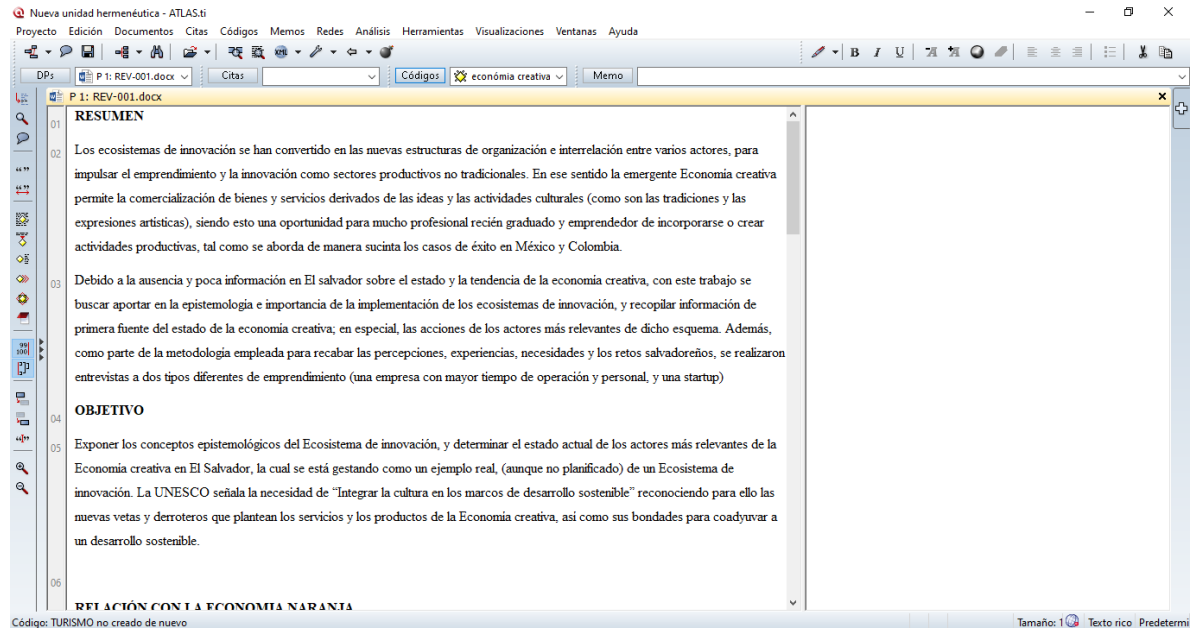 Nueva unidad hermenéutica - ATLAS.ti
Proyecto Edición Documentos Citas Códigos Memos Redes Análisis Herramientas Visualizaciones Ventanas Ayuda
B I U
DPs P 1: REV-001.docx Citas Códigos económia creativa Memo
P 1: REV-001.docx
01 RESUMEN
02 Los ecosistemas de innovación se han convertido en las nuevas estructuras de organización e interrelación entre varios actores, para
impulsar el emprendimiento y la innovación como sectores productivos no tradicionales. En ese sentido la emergente Economía creativa
permite la comercialización de bienes y servicios derivados de las ideas y las actividades culturales (como son las tradiciones y las
expresiones artísticas), siendo esto una oportunidad para mucho profesional recién graduado y emprendedor de incorporarse o crear
actividades productivas, tal como se aborda de manera sucinta los casos de éxito en México y Colombia.
03 Debido a la ausencia y poca información en El salvador sobre el estado y la tendencia de la economía creativa, con este trabajo se
buscar aportar en la epistemología e importancia de la implementación de los ecosistemas de innovación, y recopilar información de
primera fuente del estado de la economía creativa; en especial, las acciones de los actores más relevantes de dicho esquema. Además,
como parte de la metodología empleada para recabar las percepciones, experiencias, necesidades y los retos salvadoreños, se realizaron
entrevistas a dos tipos diferentes de emprendimiento (una empresa con mayor tiempo de operación y personal, y una startup)
04 OBJETIVO
05 Exponer los conceptos epistemológicos del Ecosistema de innovación, y determinar el estado actual de los actores más relevantes de la
Economía creativa en El Salvador, la cual se está gestando como un ejemplo real, (aunque no planificado) de un Ecosistema de
innovación. La UNESCO señala la necesidad de “Integrar la cultura en los marcos de desarrollo sostenible” reconociendo para ello las
nuevas vetas y derroteros que plantean los servicios y los productos de la Economía creativa, así como sus bondades para coadyuvar a
un desarrollo sostenible.
06
RELACIÓN CON LA ECONOMIA NARANJA
Código: TURISMO no creado de nuevo Tamaño: 1 Texto rico Predetermi